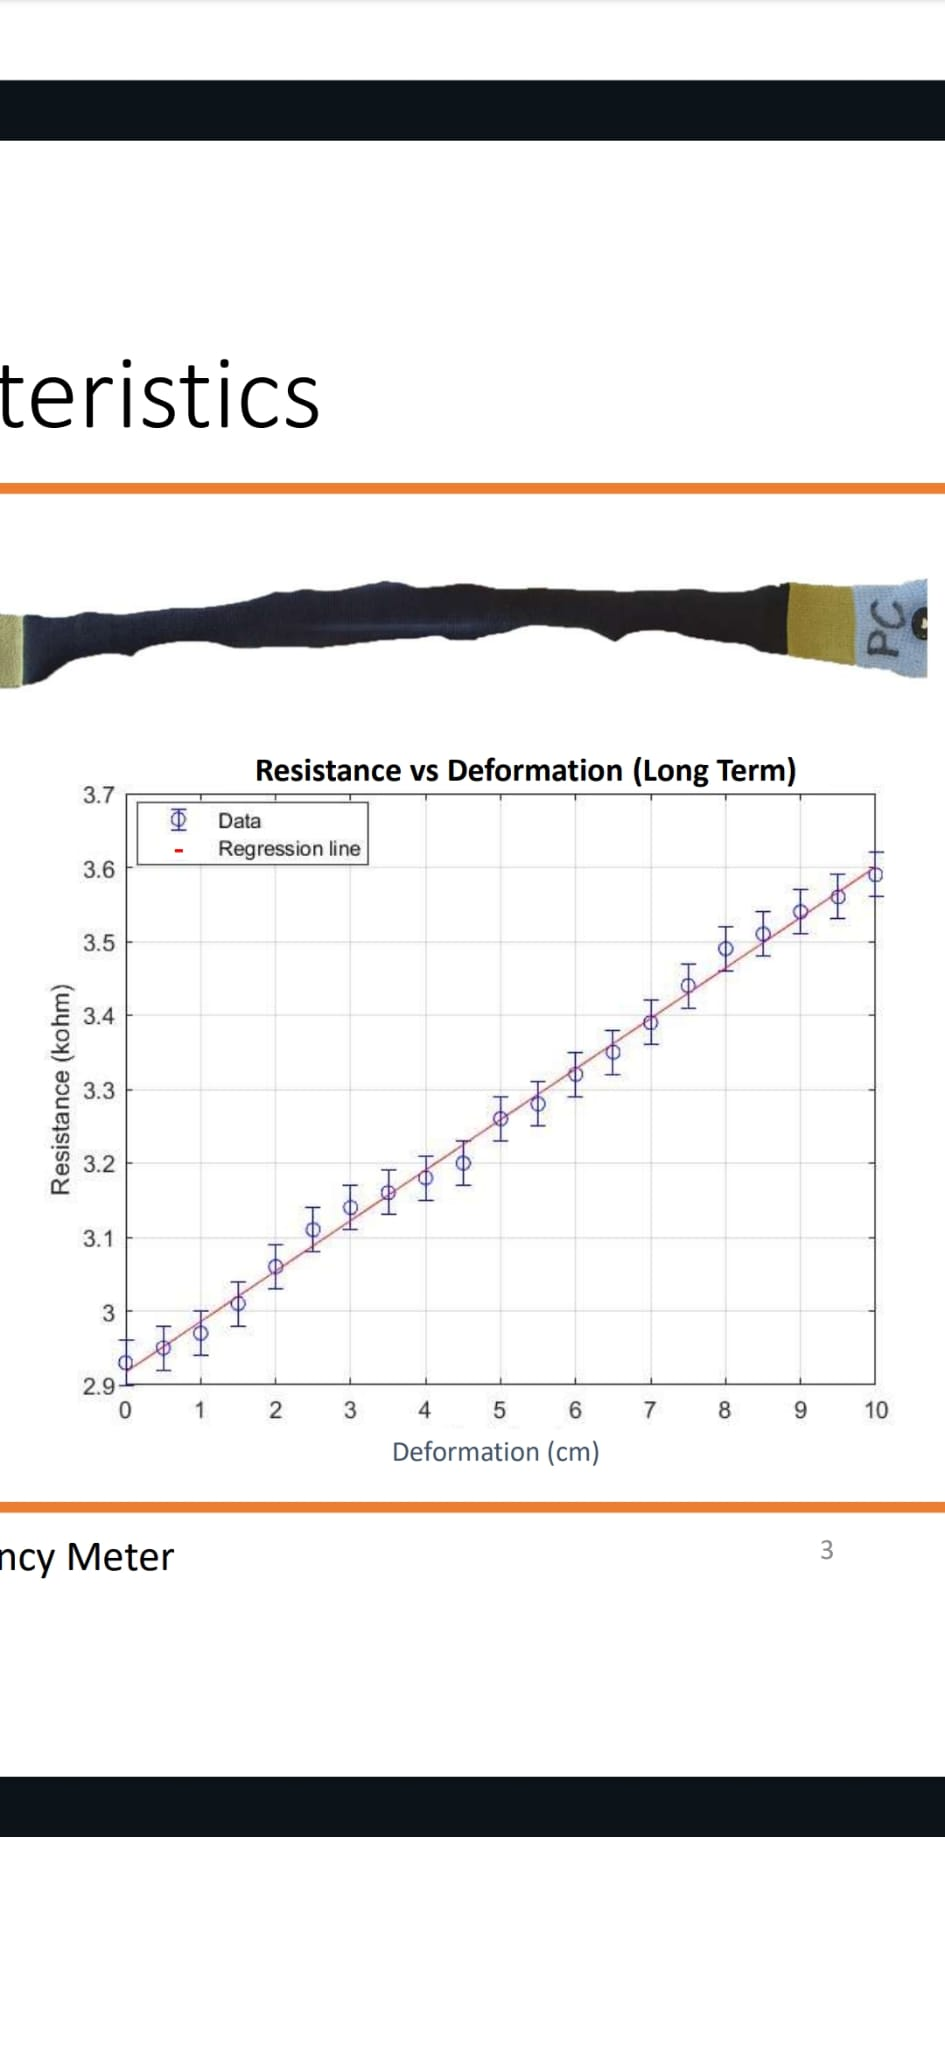 teristics
PC
Resistance vs Deformation (Long Term)
Data
Regression line
Resistance (kohm)
3.7
3.6
3.5
3.4
3.3
3.2
3.1
3
2.9
0 1 2 3 4 5 6 7 8 9 10
Deformation (cm)
ncy Meter
3